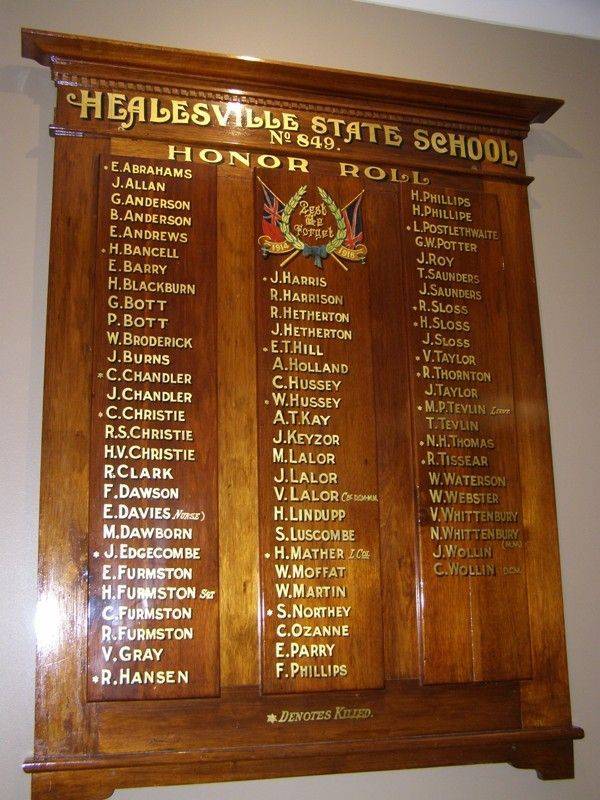 HEALESVILLE STATE SCHOOL
No 849.
HONOR ROLL
* E. ABRAHAMS
J. ALLAN
G. ANDERSON
B. ANDERSON
E. ANDREWS
* H. BANCELL
E. BARRY
H. BLACKBURN
G. BOTT
P. BOTT
W. BRODERICK
J. BURNS
* C. CHANDLER
J. CHANDLER
* C. CHRISTIE
R.S. CHRISTIE
H.V. CHRISTIE
R. CLARK
F. DAWSON
E. DAVIES NURSE)
M. DAWBORN
* J. EDGECOMBE
E. FURMSTON
H. FURMSTON SGT
C. FURMSTON
R. FURMSTON
V. GRAY
* R. HANSEN
Lest
We
Forget
1914 1918
* J. HARRIS
R. HARRISON
R. HETHERTON
J. HETHERTON
* E.T. HILL
A. HOLLAND
C. HUSSEY
* W. HUSSEY
A.T. KAY
J. KEYZOR
M. LALOR
J. LALOR
V. LALOR
H. LINDUPP
S. LUSCOMBE
* H. MATHER
W. MOFFAT
W. MARTIN
* S. NORTHEY
C. OZANNE
E. PARRY
F. PHILLIPS
H. PHILLIPS
H. PHILLIPE
* L. POSTLETHWAITE
G.W. POTTER
J. ROY
T. SAUNDERS
J. SAUNDERS
* R. SLOSS
* H. SLOSS
J. SLOSS
* V. TAYLOR
* R. THORNTON
J. TAYLOR
* M.P. TEVLIN LIEUT
T. TEVLIN
* N.H. THOMAS
* R. TISSEAR
W. WATERSON
W. WEBSTER
V. WHITTENBURY
N. WHITTENBURY
(M.M.)
J. WOLLIN
C. WOLLIN D.C.M.
* DENOTES KILLED.